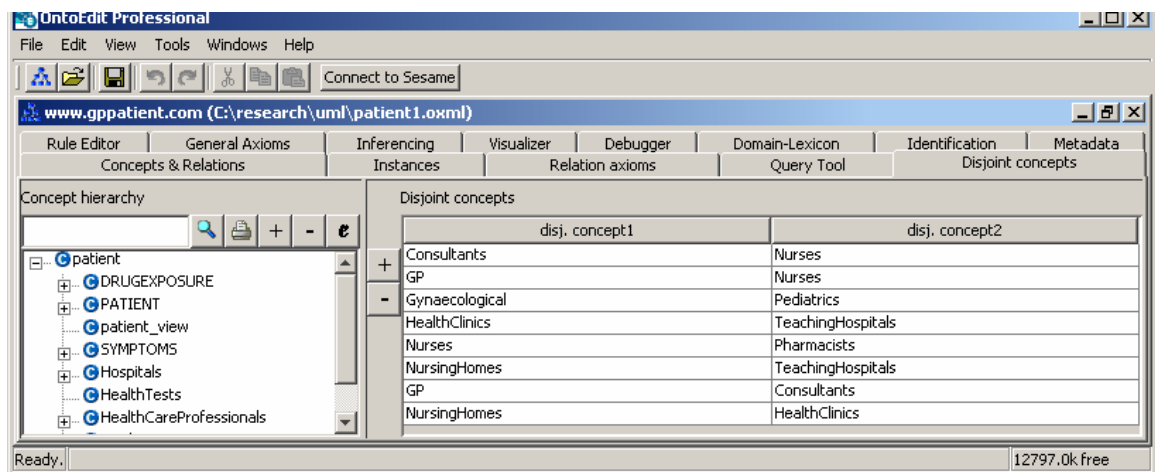 OntoEdit Professional
File Edit View Tools Windows Help
Connect to Sesame
www.gppatient.com (C:\research\uml\patient1.oxml)
Rule Editor General Axioms Inferencing Visualizer Debugger Domain-Lexicon Identification Metadata
Concepts & Relations Instances Relation axioms Query Tool Disjoint concepts
Concept hierarchy
+ - e
patient
DRUGEXPOSURE
PATIENT
patient_view
SYMPTOMS
Hospitals
HealthTests
HealthCareProfessionals
Disjoint concepts
+
-
disj. concept1 disj. concept2
Consultants Nurses
GP Nurses
Gynaecological Pediatrics
HealthClinics TeachingHospitals
Nurses Pharmacists
NursingHomes TeachingHospitals
GP Consultants
NursingHomes HealthClinics
Ready. 12797.0k free